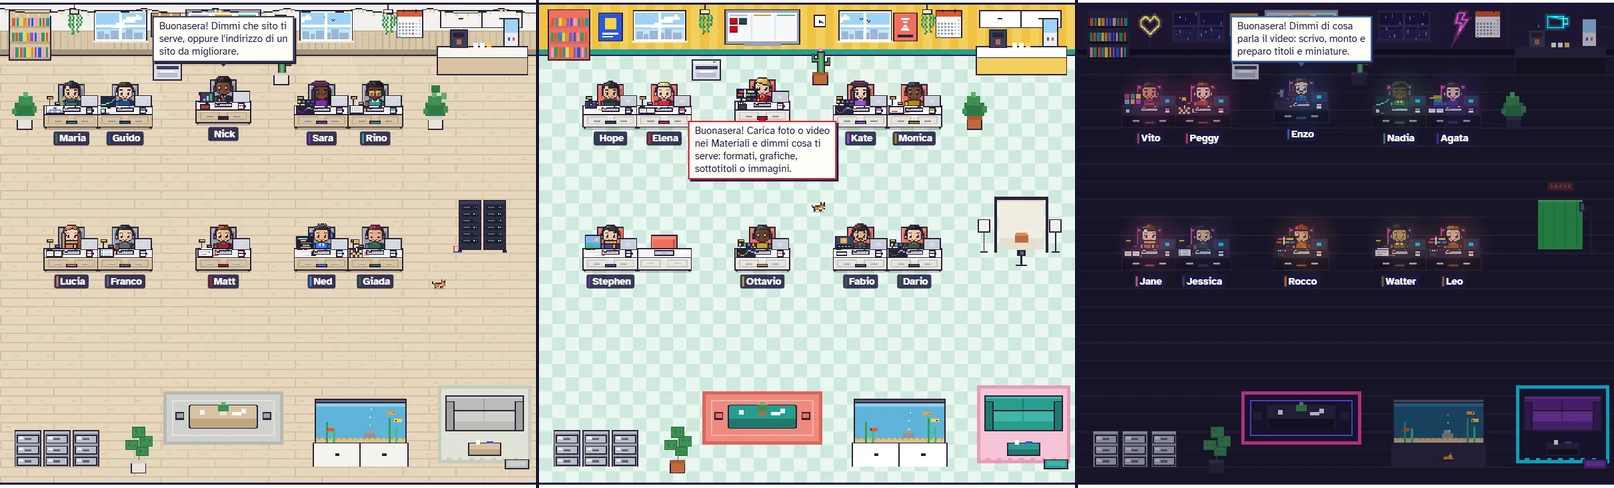 Buonasera! Dimmi che sito ti
serve, oppure l'indirizzo di un
sito da migliorare.
Maria
Guido
Nick
Sara
Rino
Lucia
Franco
Matt
Ned
Giada
Hope
Elena
Kate
Monica
Buonasera! Carica foto o video
nei Materiali e dimmi cosa ti
serve: formati, grafiche,
sottotitoli o immagini.
Stephen
Ottavio
Fabio
Dario
Buonasera! Dimmi di cosa
parla il video: scrivo, monto e
preparo titoli e miniature.
Vito
Peggy
Enzo
Nadia
Agata
Jane
Jessica
Rocco
Walter
Leo